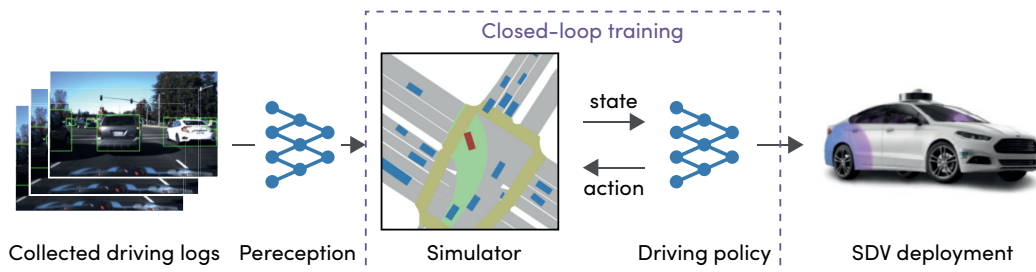 Closed-loop training
state
action
Collected driving logs
Pereception
Simulator
Driving policy
SDV deployment